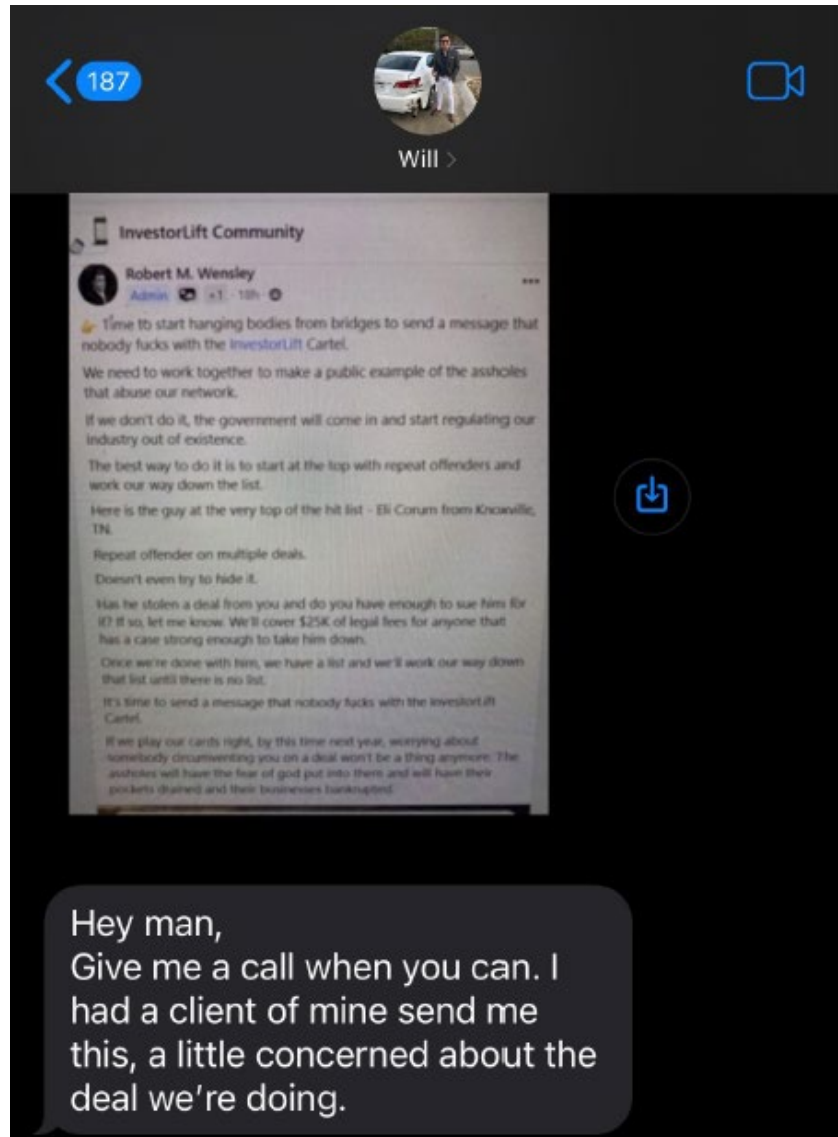 187
Will
InvestorLift Community
Robert M. Wensley
Admin +1 · 18h ·
Time to start hanging bodies from bridges to send a message that
nobody fucks with the InvestorLift Cartel.
We need to work together to make a public example of the assholes
that abuse our network.
If we don't do it, the government will come in and start regulating our
industry out of existence.
The best way to do it is to start at the top with repeat offenders and
work our way down the list.
Here is the guy at the very top of the hit list - Eli Corum from Knoxville,
TN.
Repeat offender on multiple deals.
Doesn't even try to hide it.
Has he stolen a deal from you and do you have enough to sue him for
it? If so, let me know. We'll cover $25K of legal fees for anyone that
has a case strong enough to take him down.
Once we're done with him, we have a list and we'll work our way down
that list until there is no list.
It's time to send a message that nobody fucks with the InvestorLift
Cartel.
If we play our cards right, by this time next year, worrying about
somebody circumventing you on a deal won't be a thing anymore. The
assholes will have the fear of god put into them and will have their
pockets drained and their businesses bankrupted.
Hey man,
Give me a call when you can. I
had a client of mine send me
this, a little concerned about the
deal we're doing.